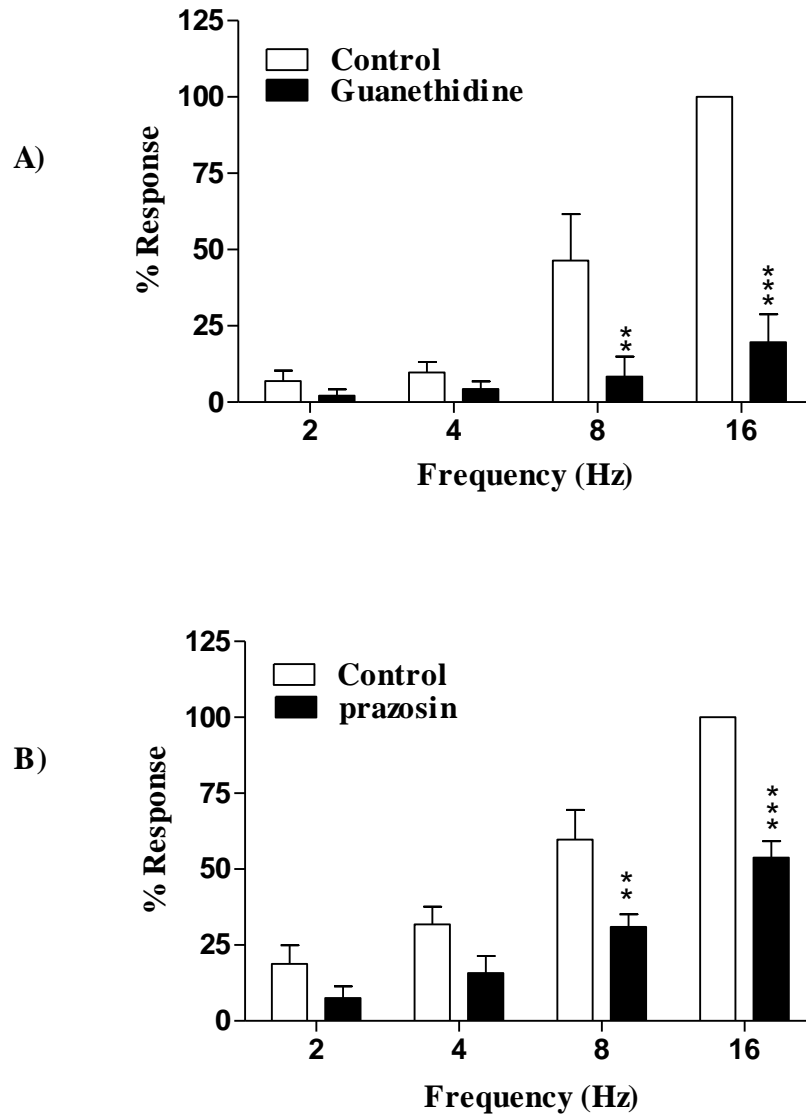 A)
% Response
125
100
75
50
25
0
Control
Guanethidine
**
***
2 4 8 16
Frequency (Hz)
B)
% Response
125
100
75
50
25
0
Control
prazosin
**
***
2 4 8 16
Frequency (Hz)